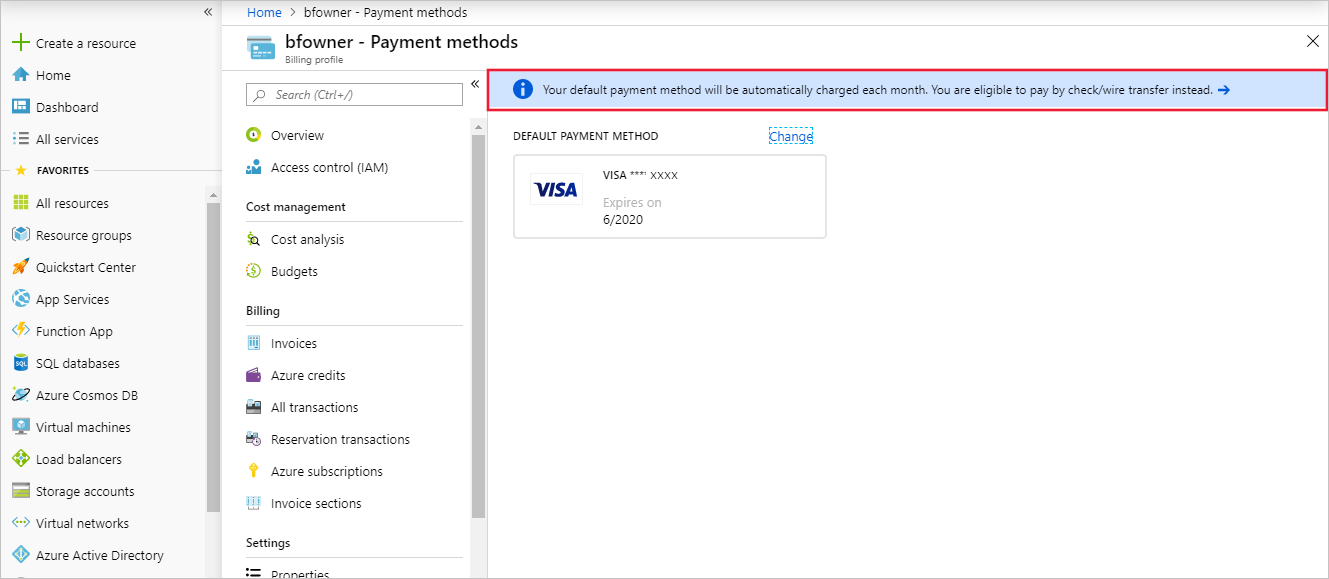 «
Create a resource
Home
Dashboard
All services
FAVORITES
All resources
Resource groups
Quickstart Center
App Services
Function App
SQL databases
Azure Cosmos DB
Virtual machines
Load balancers
Storage accounts
Virtual networks
Azure Active Directory
Home > bfowner - Payment methods
bfowner - Payment methods
Billing profile
Search (Ctrl+/)
«
Overview
Access control (IAM)
Cost management
Cost analysis
Budgets
Billing
Invoices
Azure credits
All transactions
Reservation transactions
Azure subscriptions
Invoice sections
Settings
Properties
Your default payment method will be automatically charged each month. You are eligible to pay by check/wire transfer instead. →
DEFAULT PAYMENT METHOD Change
VISA
VISA **** XXXX
Expires on
6/2020